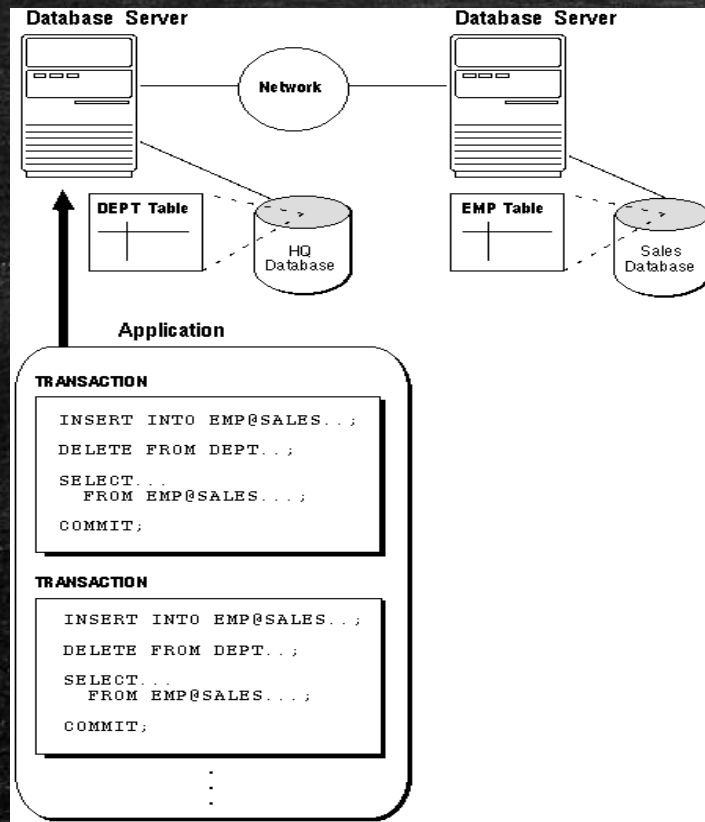 Database Server
Database Server
Network
DEPT Table
HQ
Database
EMP Table
Sales
Database
Application
TRANSACTION
INSERT INTO EMP@SALES..;
DELETE FROM DEPT..;
SELECT...
FROM EMP@SALES...;
COMMIT;
TRANSACTION
INSERT INTO EMP@SALES..;
DELETE FROM DEPT..;
SELECT...
FROM EMP@SALES...;
COMMIT;
.
.
.